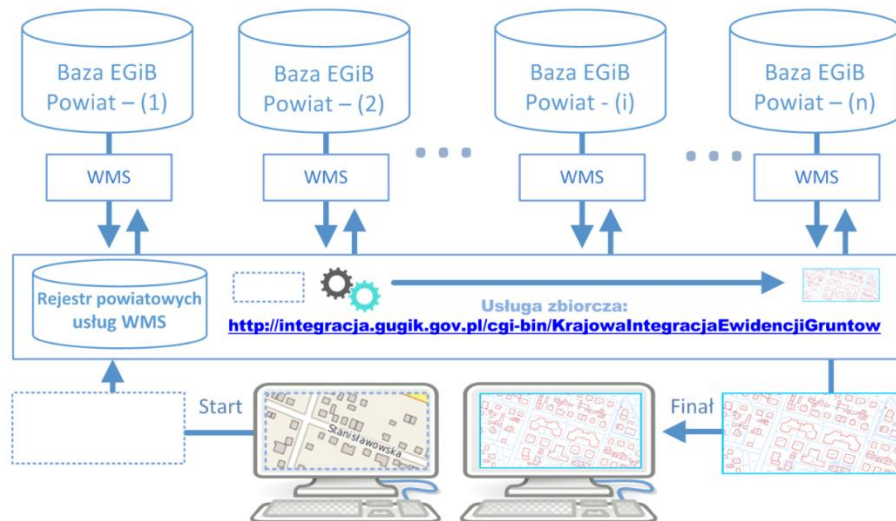 Baza EGiB
Powiat – (1)
Baza EGiB
Powiat – (2)
Baza EGiB
Powiat - (i)
Baza EGiB
Powiat – (n)
WMS
WMS
WMS
WMS
Rejestr powiatowych
usług WMS
Usługa zbiorcza:
http://integracja.gugik.gov.pl/cgi-bin/KrajowaIntegracjaEwidencjiGruntow
Start
Stanisławowska
Finał